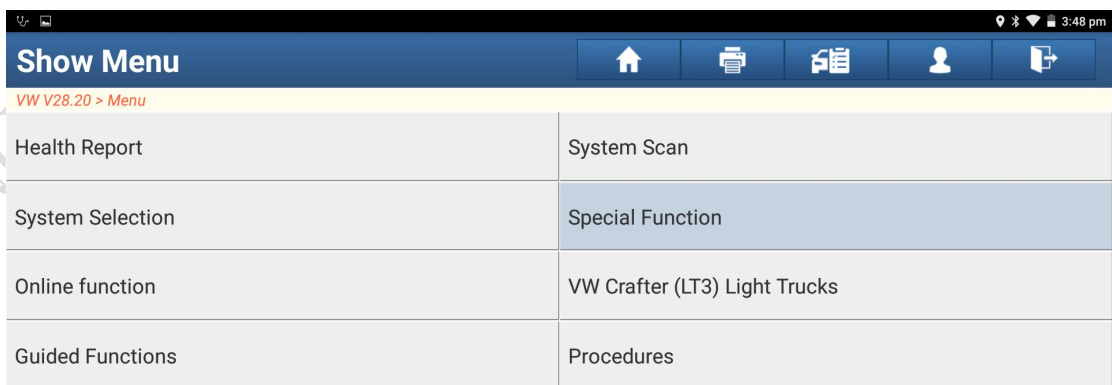 3:48 pm
Show Menu
VW V28.20 > Menu
Health Report
System Scan
System Selection
Special Function
Online function
VW Crafter (LT3) Light Trucks
Guided Functions
Procedures